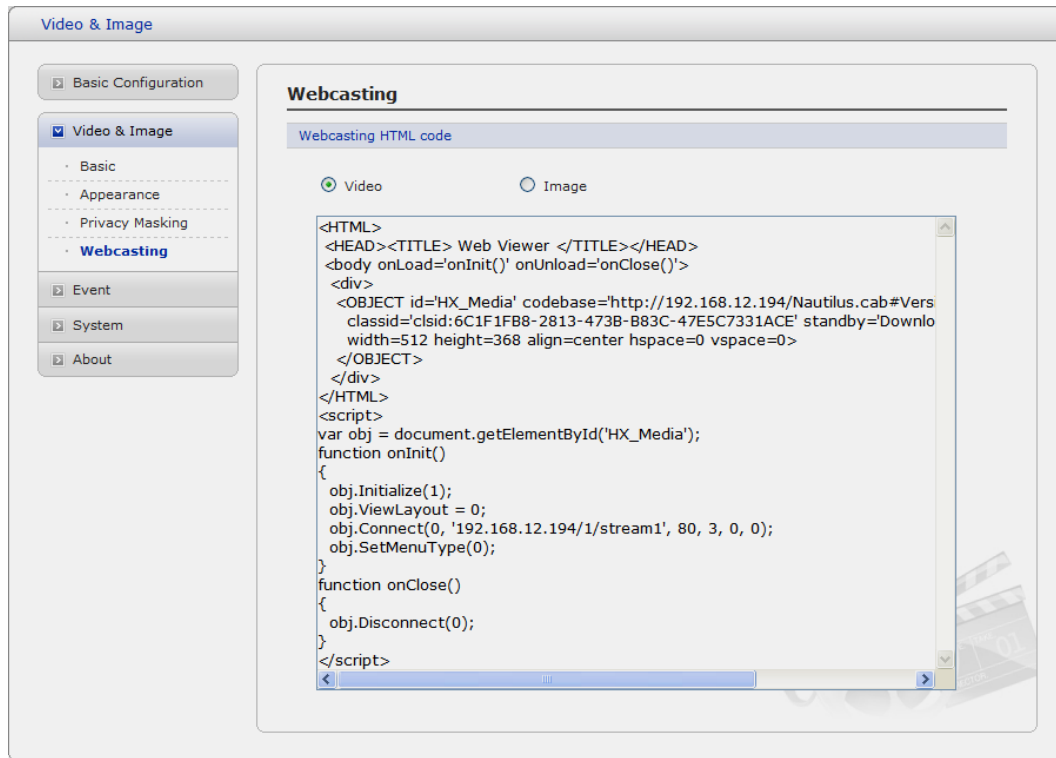 Video & Image
Basic Configuration
Video & Image
· Basic
· Appearance
· Privacy Masking
· Webcasting
Event
System
About
Webcasting
Webcasting HTML code
Video
Image
<HTML>
<HEAD><TITLE> Web Viewer </TITLE></HEAD>
<body onLoad='onInit()' onUnload='onClose()'>
<div>
<OBJECT id='HX_Media' codebase='http://192.168.12.194/Nautilus.cab#Versi
classid='clsid:6C1F1FB8-2813-473B-B83C-47E5C7331ACE' standby='Downlo
width=512 height=368 align=center hspace=0 vspace=0>
</OBJECT>
</div>
</HTML>
<script>
var obj = document.getElementById('HX_Media');
function onInit()
{
obj.Initialize(1);
obj.ViewLayout = 0;
obj.Connect(0, '192.168.12.194/1/stream1', 80, 3, 0, 0);
obj.SetMenuType(0);
}
function onClose()
{
obj.Disconnect(0);
}
</script>
01